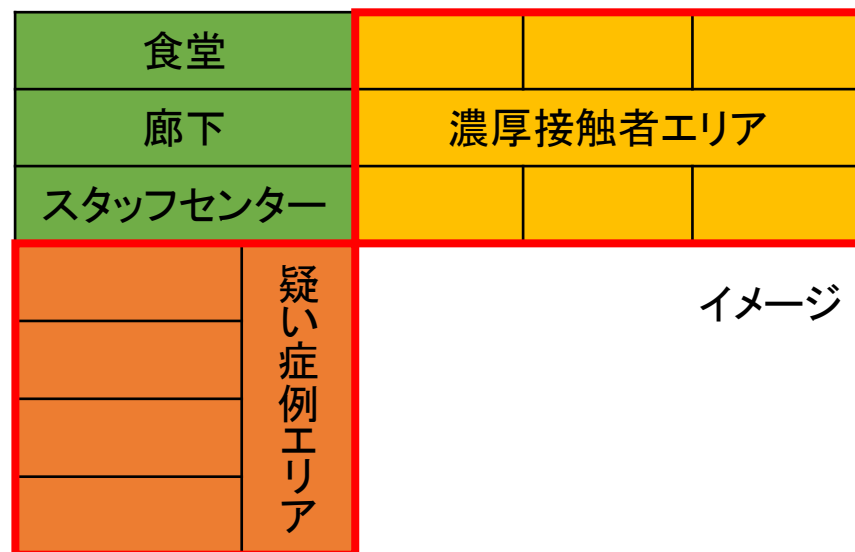 食堂
廊下
濃厚接触者エリア
スタッフセンター
疑い症例エリア
イメージ